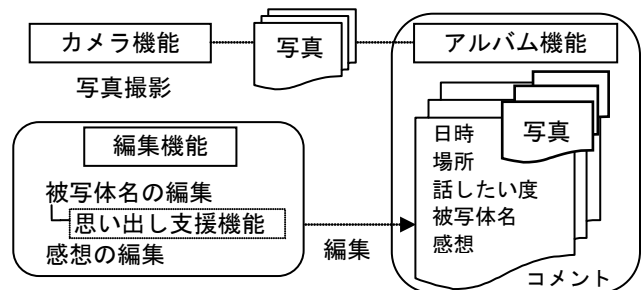 カメラ機能
写真
アルバム機能
写真撮影
編集機能
被写体名の編集
思い出し支援機能
感想の編集
編集
写真
日時
場所
話したい度
被写体名
感想
コメント